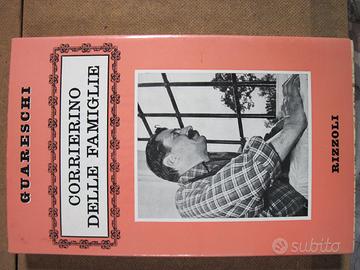 GUARESCHI
CORRIERINO
DELLE FAMIGLIE
RIZZOLI
subito